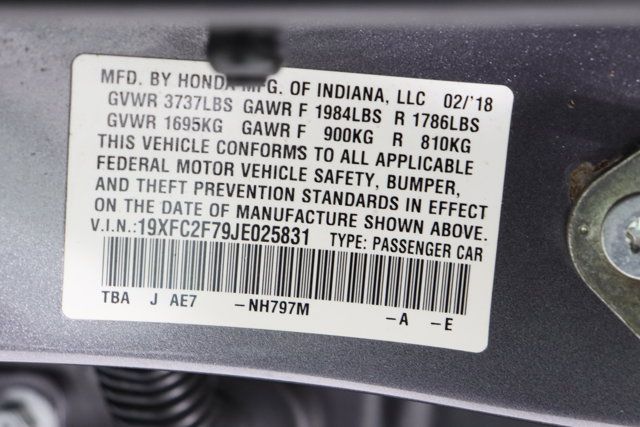 MFD. BY HONDA MFG. OF INDIANA, LLC 02/'18
GVWR 3737LBS GAWR F 1984LBS R 1786LBS
GVWR 1695KG GAWR F 900KG R 810KG
THIS VEHICLE CONFORMS TO ALL APPLICABLE
FEDERAL MOTOR VEHICLE SAFETY, BUMPER,
AND THEFT PREVENTION STANDARDS IN EFFECT
ON THE DATE OF MANUFACTURE SHOWN ABOVE.
V.I.N.:19XFC2F79JE025831 TYPE: PASSENGER CAR
TBA J AE7 -NH797M -A -E